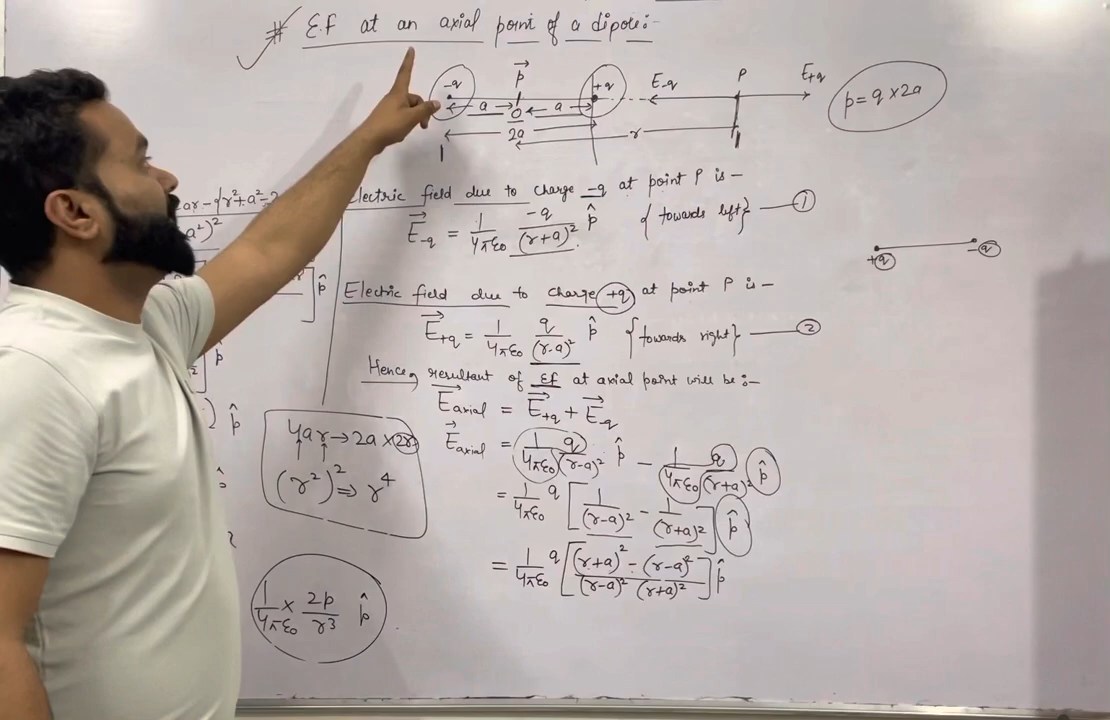 # E.F at an axial point of a dipole:-
-q p⃗ +q E-q P E+q
a O a
2a r
p = q × 2a
Electric field due to charge -q at point P is -
E⃗-q = 1/4πε₀ -q/(r+a)² p̂ {towards left} — ①
+q -q
Electric field due to charge +q at point P is -
E⃗+q = 1/4πε₀ q/(r-a)² p̂ {towards right} — ②
Hence, resultant of EF at axial point will be :-
E⃗axial = E⃗+q + E⃗-q
E⃗axial = 1/4πε₀ q/(r-a)² p̂ - 1/4πε₀ q/(r+a)² p̂
= 1/4πε₀ q [1/(r-a)² - 1/(r+a)²] p̂
= 1/4πε₀ q [(r+a)² - (r-a)²/(r-a)² (r+a)²] p̂
a²)²
] p̂
] p̂
) p̂
4ar → 2a × 2r
(r²)² ⇒ r⁴
1/4πε₀ × 2p/r³ p̂